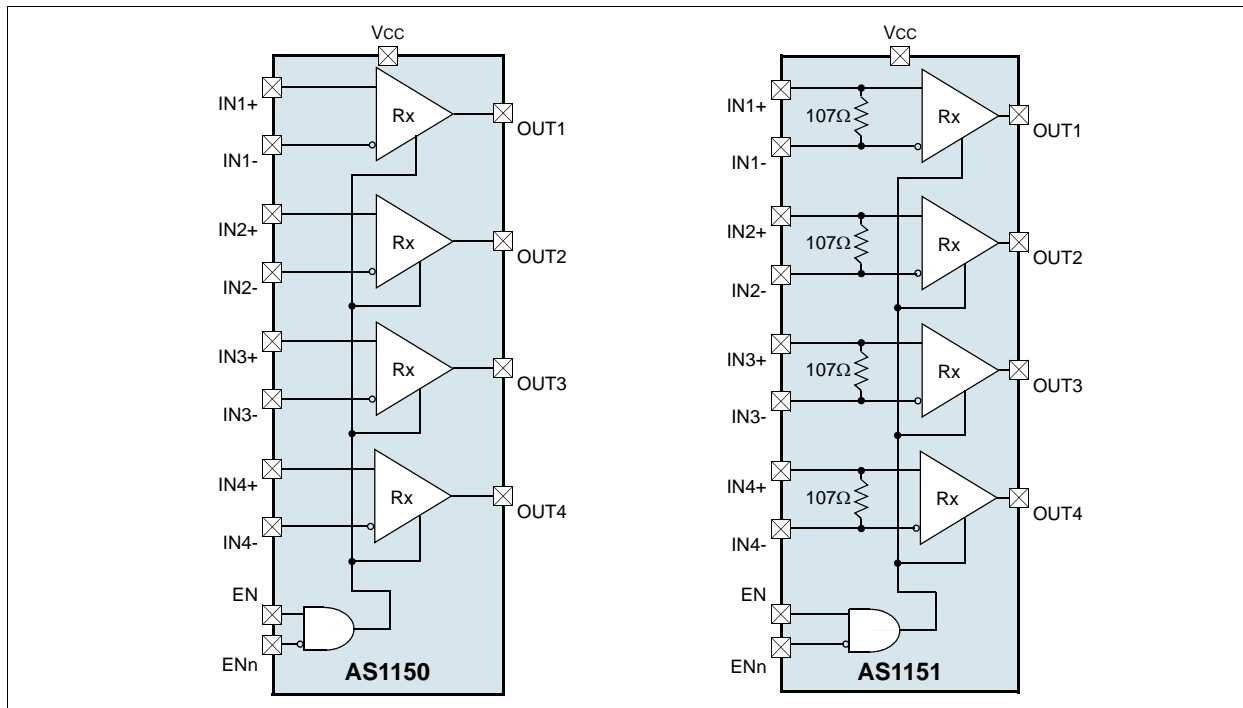 VCC
IN1+
Rx
OUT1
IN1-
IN2+
Rx
OUT2
IN2-
IN3+
Rx
OUT3
IN3-
IN4+
Rx
OUT4
IN4-
EN
ENn
AS1150
VCC
IN1+
107Ω
Rx
OUT1
IN1-
IN2+
107Ω
Rx
OUT2
IN2-
IN3+
107Ω
Rx
OUT3
IN3-
IN4+
107Ω
Rx
OUT4
IN4-
EN
ENn
AS1151